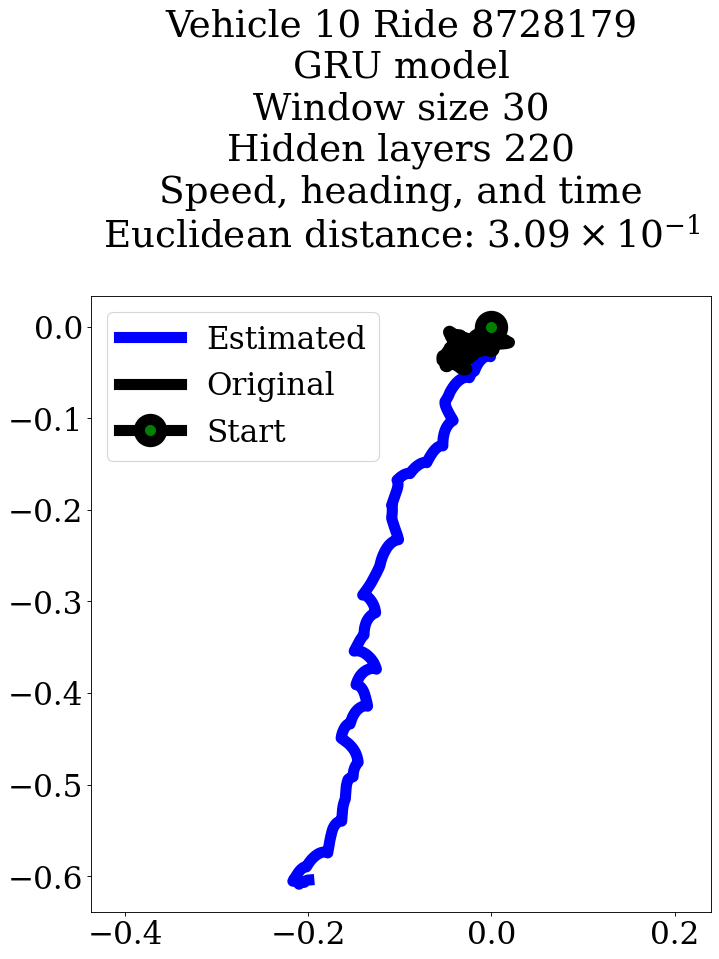 Vehicle 10 Ride 8728179
GRU model
Window size 30
Hidden layers 220
Speed, heading, and time
Euclidean distance: 3.09 × 10⁻¹
Estimated
Original
Start
0.0
−0.1
−0.2
−0.3
−0.4
−0.5
−0.6
−0.4
−0.2
0.0
0.2